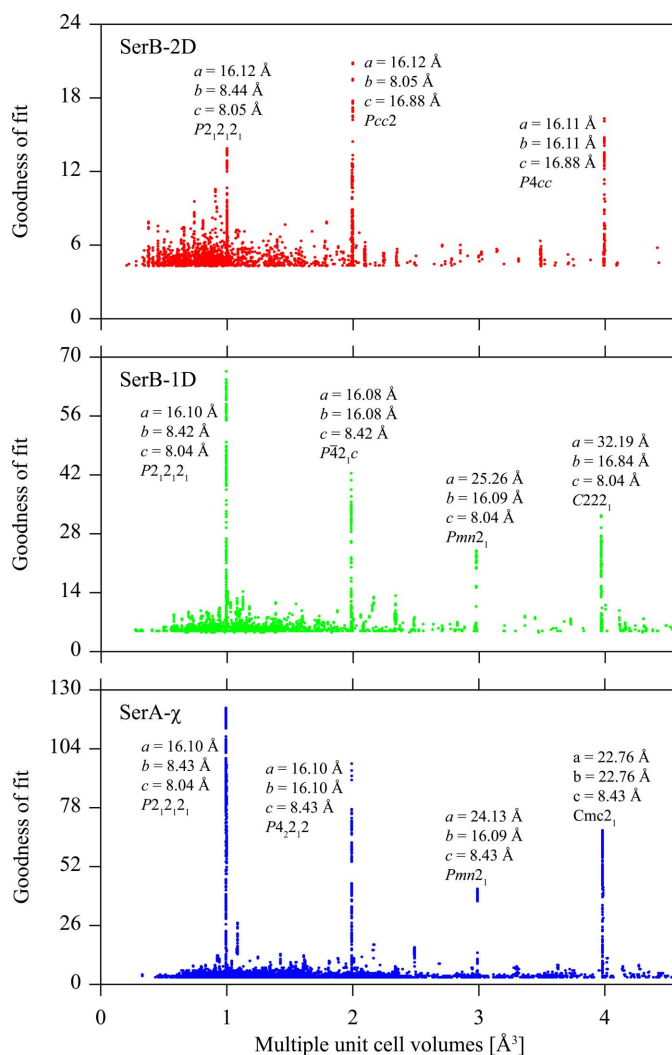 24
18
12
6
0
Goodness of fit
SerB-2D
a = 16.12 Å
b = 8.44 Å
c = 8.05 Å
P2₁2₁2₁
a = 16.12 Å
b = 8.05 Å
c = 16.88 Å
Pcc2
a = 16.11 Å
b = 16.11 Å
c = 16.88 Å
P4cc
70
56
42
28
14
0
Goodness of fit
SerB-1D
a = 16.10 Å
b = 8.42 Å
c = 8.04 Å
P2₁2₁2₁
a = 16.08 Å
b = 16.08 Å
c = 8.42 Å
P4̅2₁c
a = 25.26 Å
b = 16.09 Å
c = 8.04 Å
Pmn2₁
a = 32.19 Å
b = 16.84 Å
c = 8.04 Å
C222₁
130
104
78
52
26
0
Goodness of fit
SerA-χ
a = 16.10 Å
b = 8.43 Å
c = 8.04 Å
P2₁2₁2₁
a = 16.10 Å
b = 16.10 Å
c = 8.43 Å
P4₂2₁2
a = 24.13 Å
b = 16.09 Å
c = 8.43 Å
Pmn2₁
a = 22.76 Å
b = 22.76 Å
c = 8.43 Å
Cmc2₁
0 1 2 3 4
Multiple unit cell volumes [Å³]